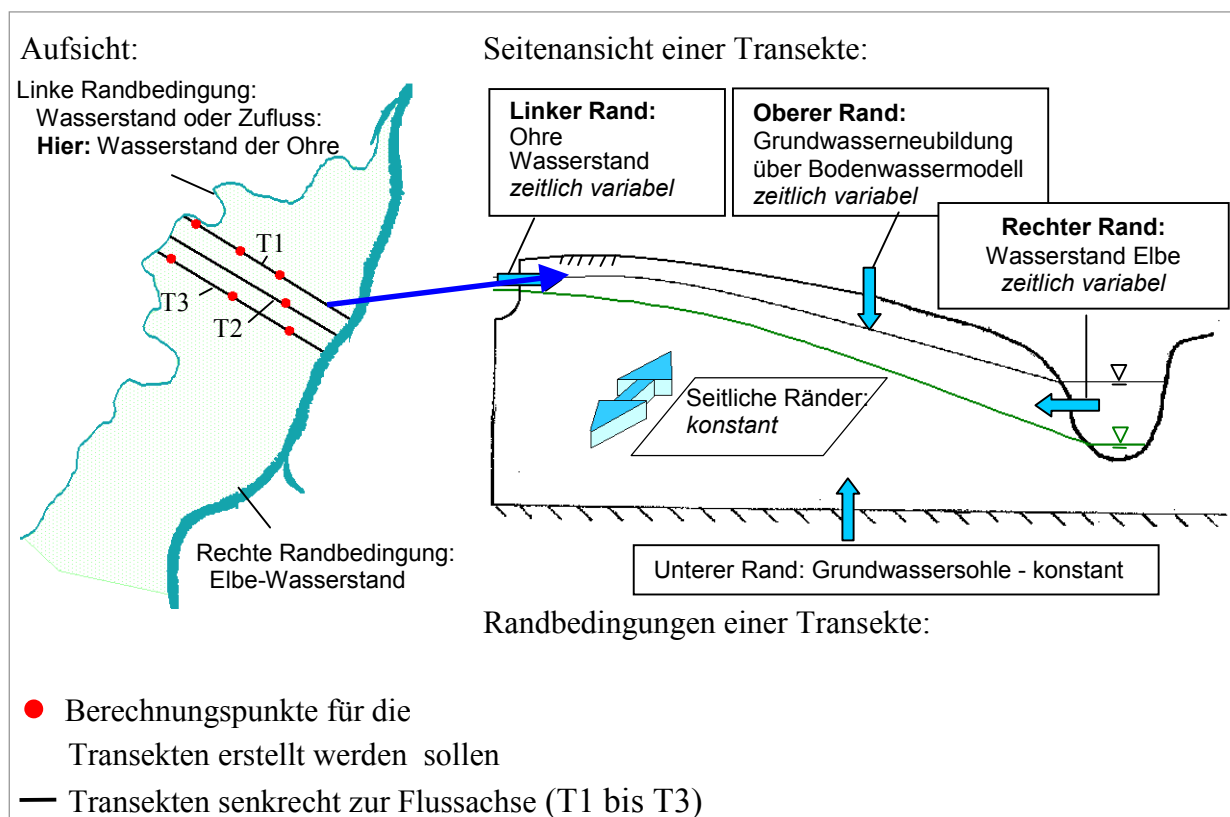 Aufsicht:
Linke Randbedingung:
Wasserstand oder Zufluss:
Hier: Wasserstand der Ohre
T1
T3
T2
Rechte Randbedingung:
Elbe-Wasserstand
Seitenansicht einer Transekte:
Linker Rand:
Ohre
Wasserstand
zeitlich variabel
Oberer Rand:
Grundwasserneubildung
über Bodenwassermodell
zeitlich variabel
Rechter Rand:
Wasserstand Elbe
zeitlich variabel
Seitliche Ränder:
konstant
Unterer Rand: Grundwassersohle - konstant
Randbedingungen einer Transekte:
Berechnungspunkte für die
Transekten erstellt werden sollen
Transekten senkrecht zur Flussachse (T1 bis T3)